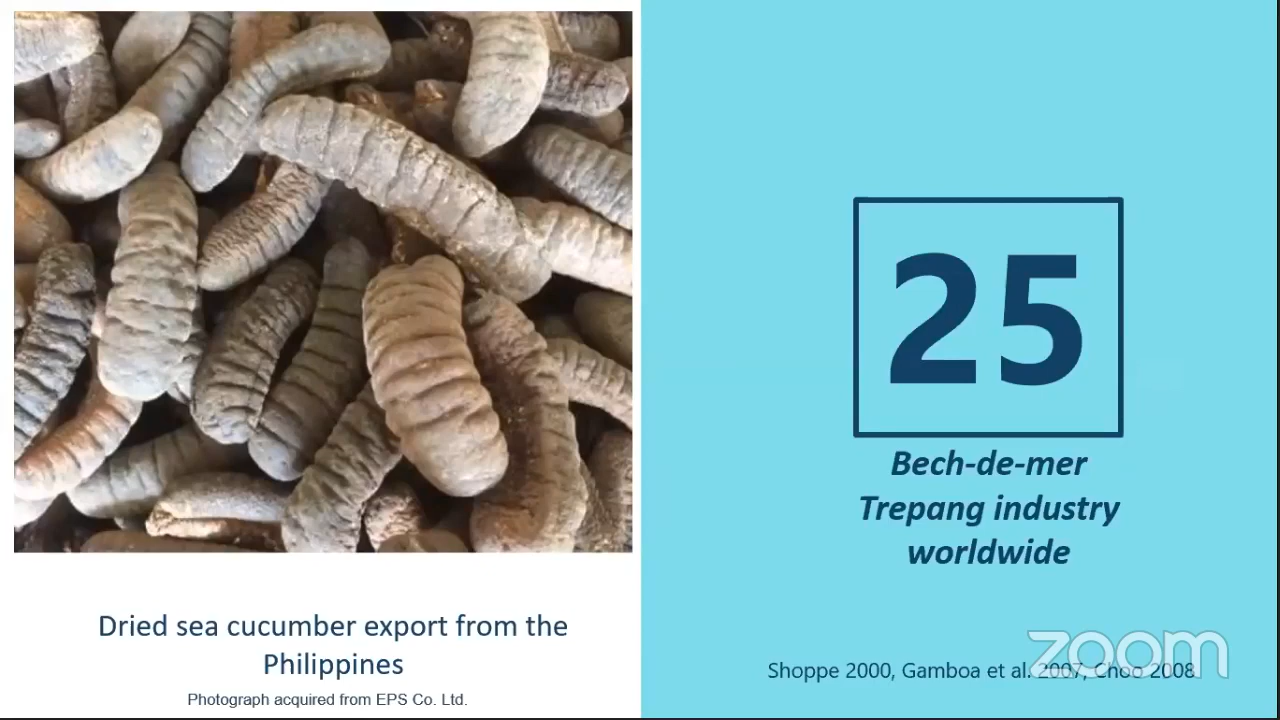 25
Bech-de-mer
Trepang industry
worldwide
Dried sea cucumber export from the
Philippines
Photograph acquired from EPS Co. Ltd.
Shoppe 2000, Gamboa et al. 2007, Choo 2008
zoom